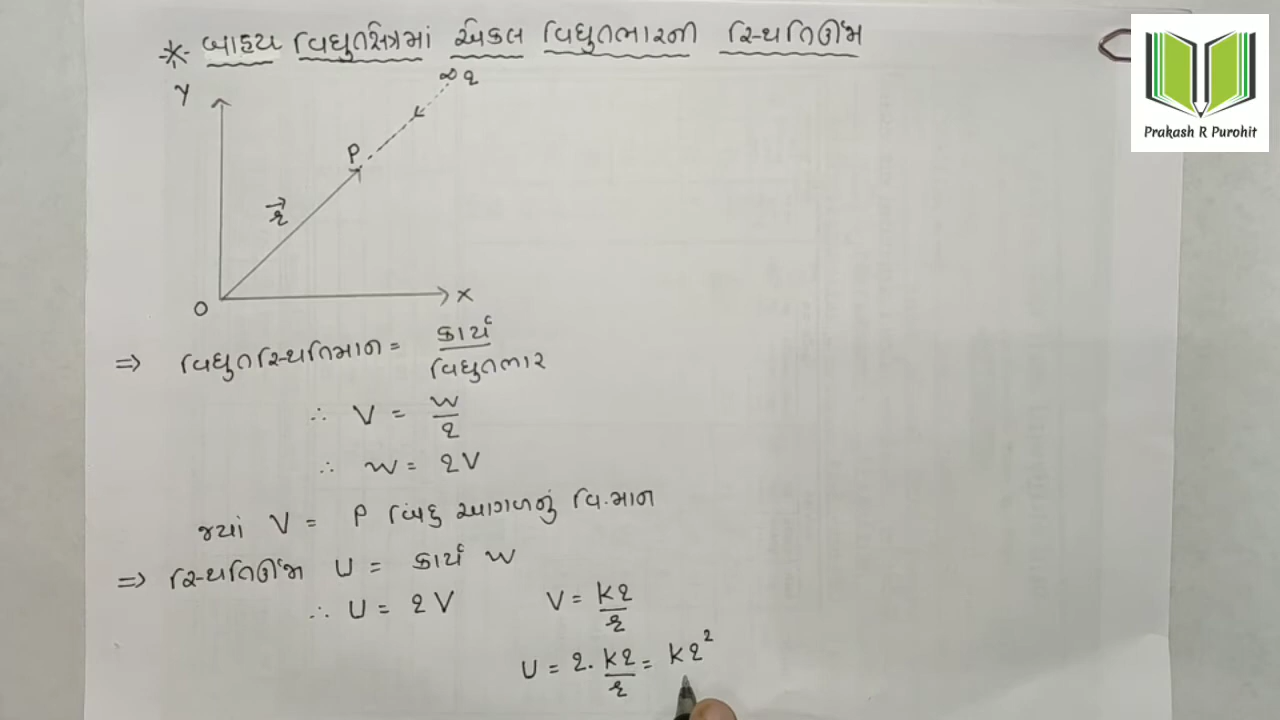 -*- બાહ્ય વિદ્યુતક્ષેત્રમાં એકલ વિદ્યુતભારની સ્થિતિઊર્જા
Prakash R Purohit
Y
∞ q
P
r⃗
O
X
⇒ વિદ્યુતસ્થિતિમાન = કાર્ય / વિદ્યુતભાર
∴ V = W / q
∴ W = qV
જ્યાં V = P બિંદુ આગળનું વિ.માન
⇒ સ્થિતિઊર્જા U = કાર્ય W
∴ U = qV V = kq / r
U = q. kq / r = kq²